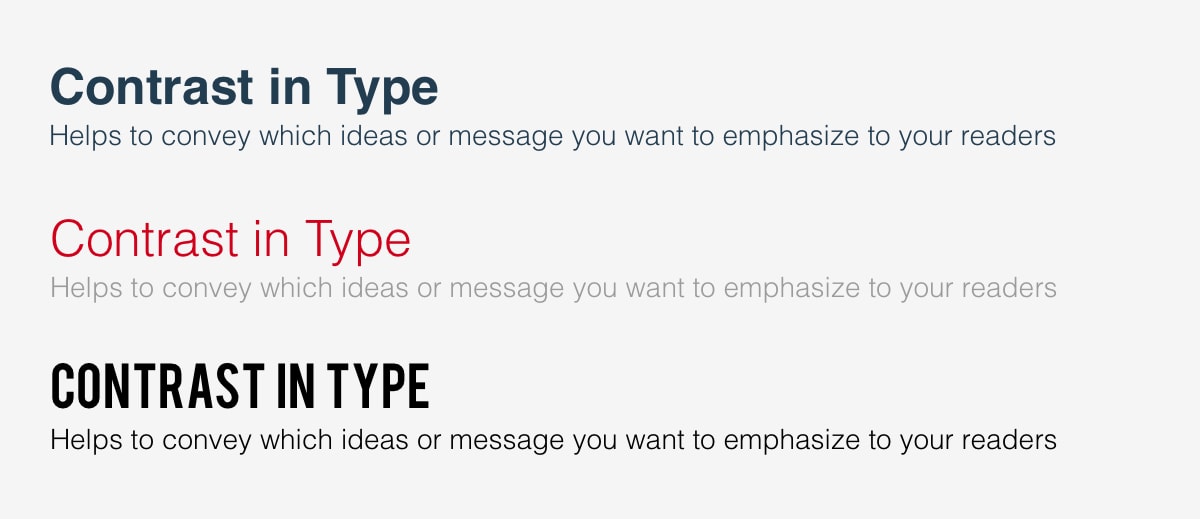 Contrast in Type
Helps to convey which ideas or message you want to emphasize to your readers
Contrast in Type
Helps to convey which ideas or message you want to emphasize to your readers
CONTRAST IN TYPE
Helps to convey which ideas or message you want to emphasize to your readers